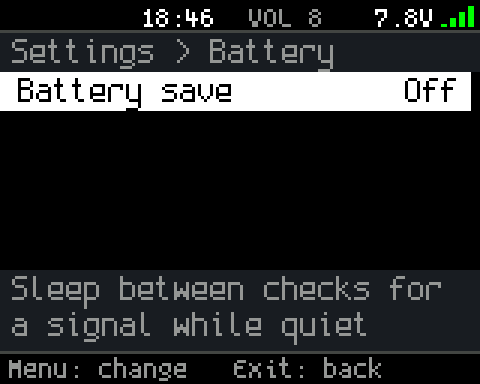 18:46 VOL 8 7.8V
Settings > Battery
Battery save Off
Sleep between checks for
a signal while quiet
Menu: change Exit: back